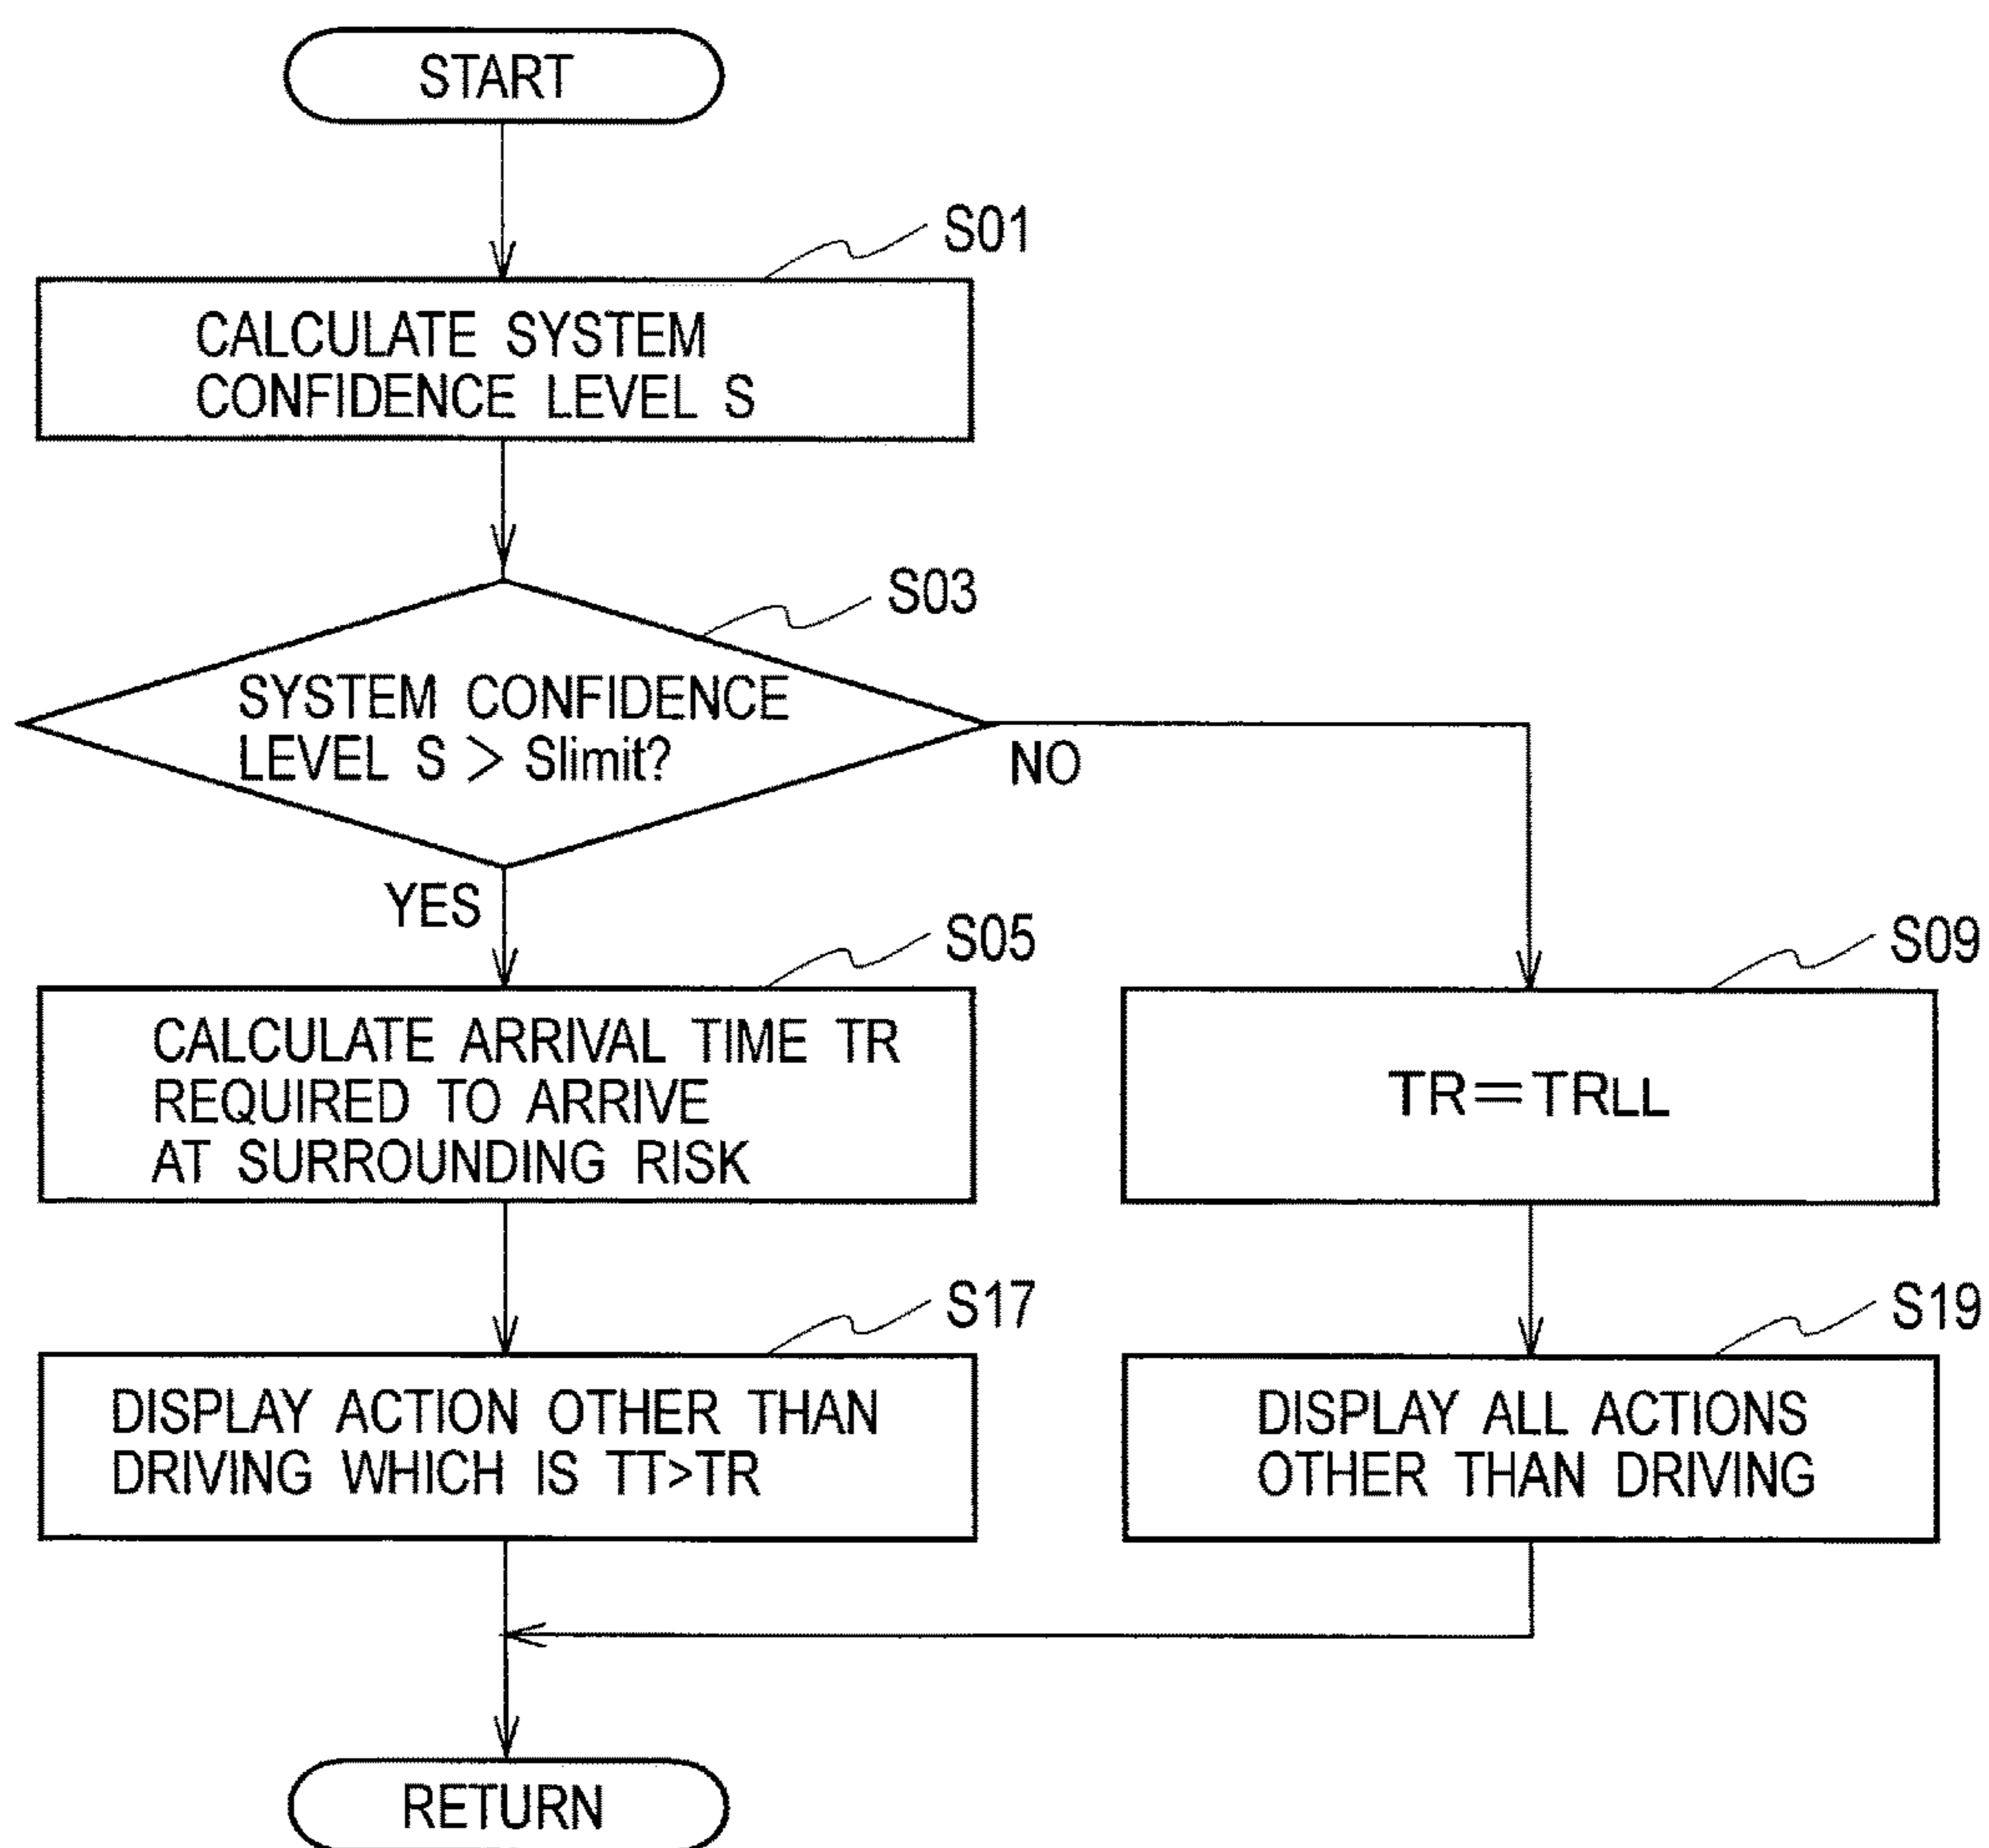 START
S01
CALCULATE SYSTEM
CONFIDENCE LEVEL S
S03
SYSTEM CONFIDENCE
LEVEL S > Slimit?
NO
YES
S05
CALCULATE ARRIVAL TIME TR
REQUIRED TO ARRIVE
AT SURROUNDING RISK
S09
TR=TRLL
S17
DISPLAY ACTION OTHER THAN
DRIVING WHICH IS TT>TR
S19
DISPLAY ALL ACTIONS
OTHER THAN DRIVING
RETURN